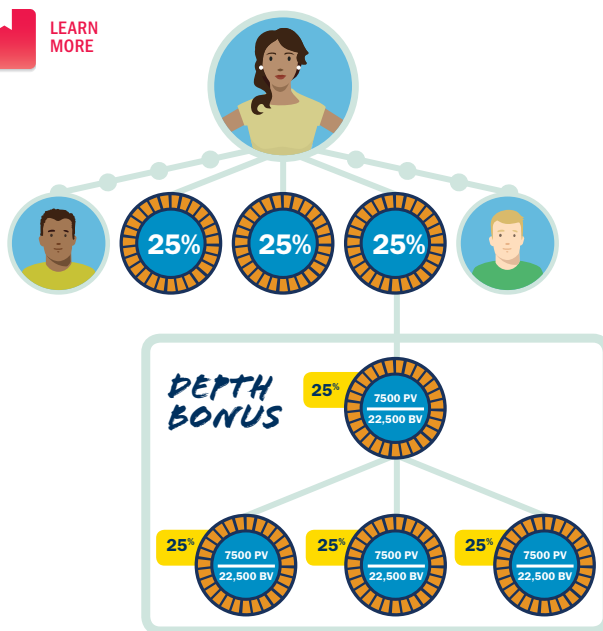 LEARN
MORE
25% 25% 25%
DEPTH
BONUS
25%
7500 PV
22,500 BV
25% 25% 25%
7500 PV 7500 PV 7500 PV
22,500 BV 22,500 BV 22,500 BV